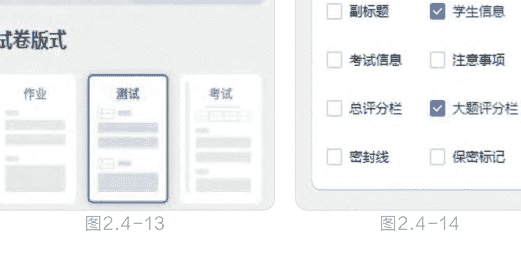 试卷版式
作业
测试
考试
副标题
学生信息
考试信息
注意事项
总评分栏
大题评分栏
密封线
保密标记
图2.4-13
图2.4-14